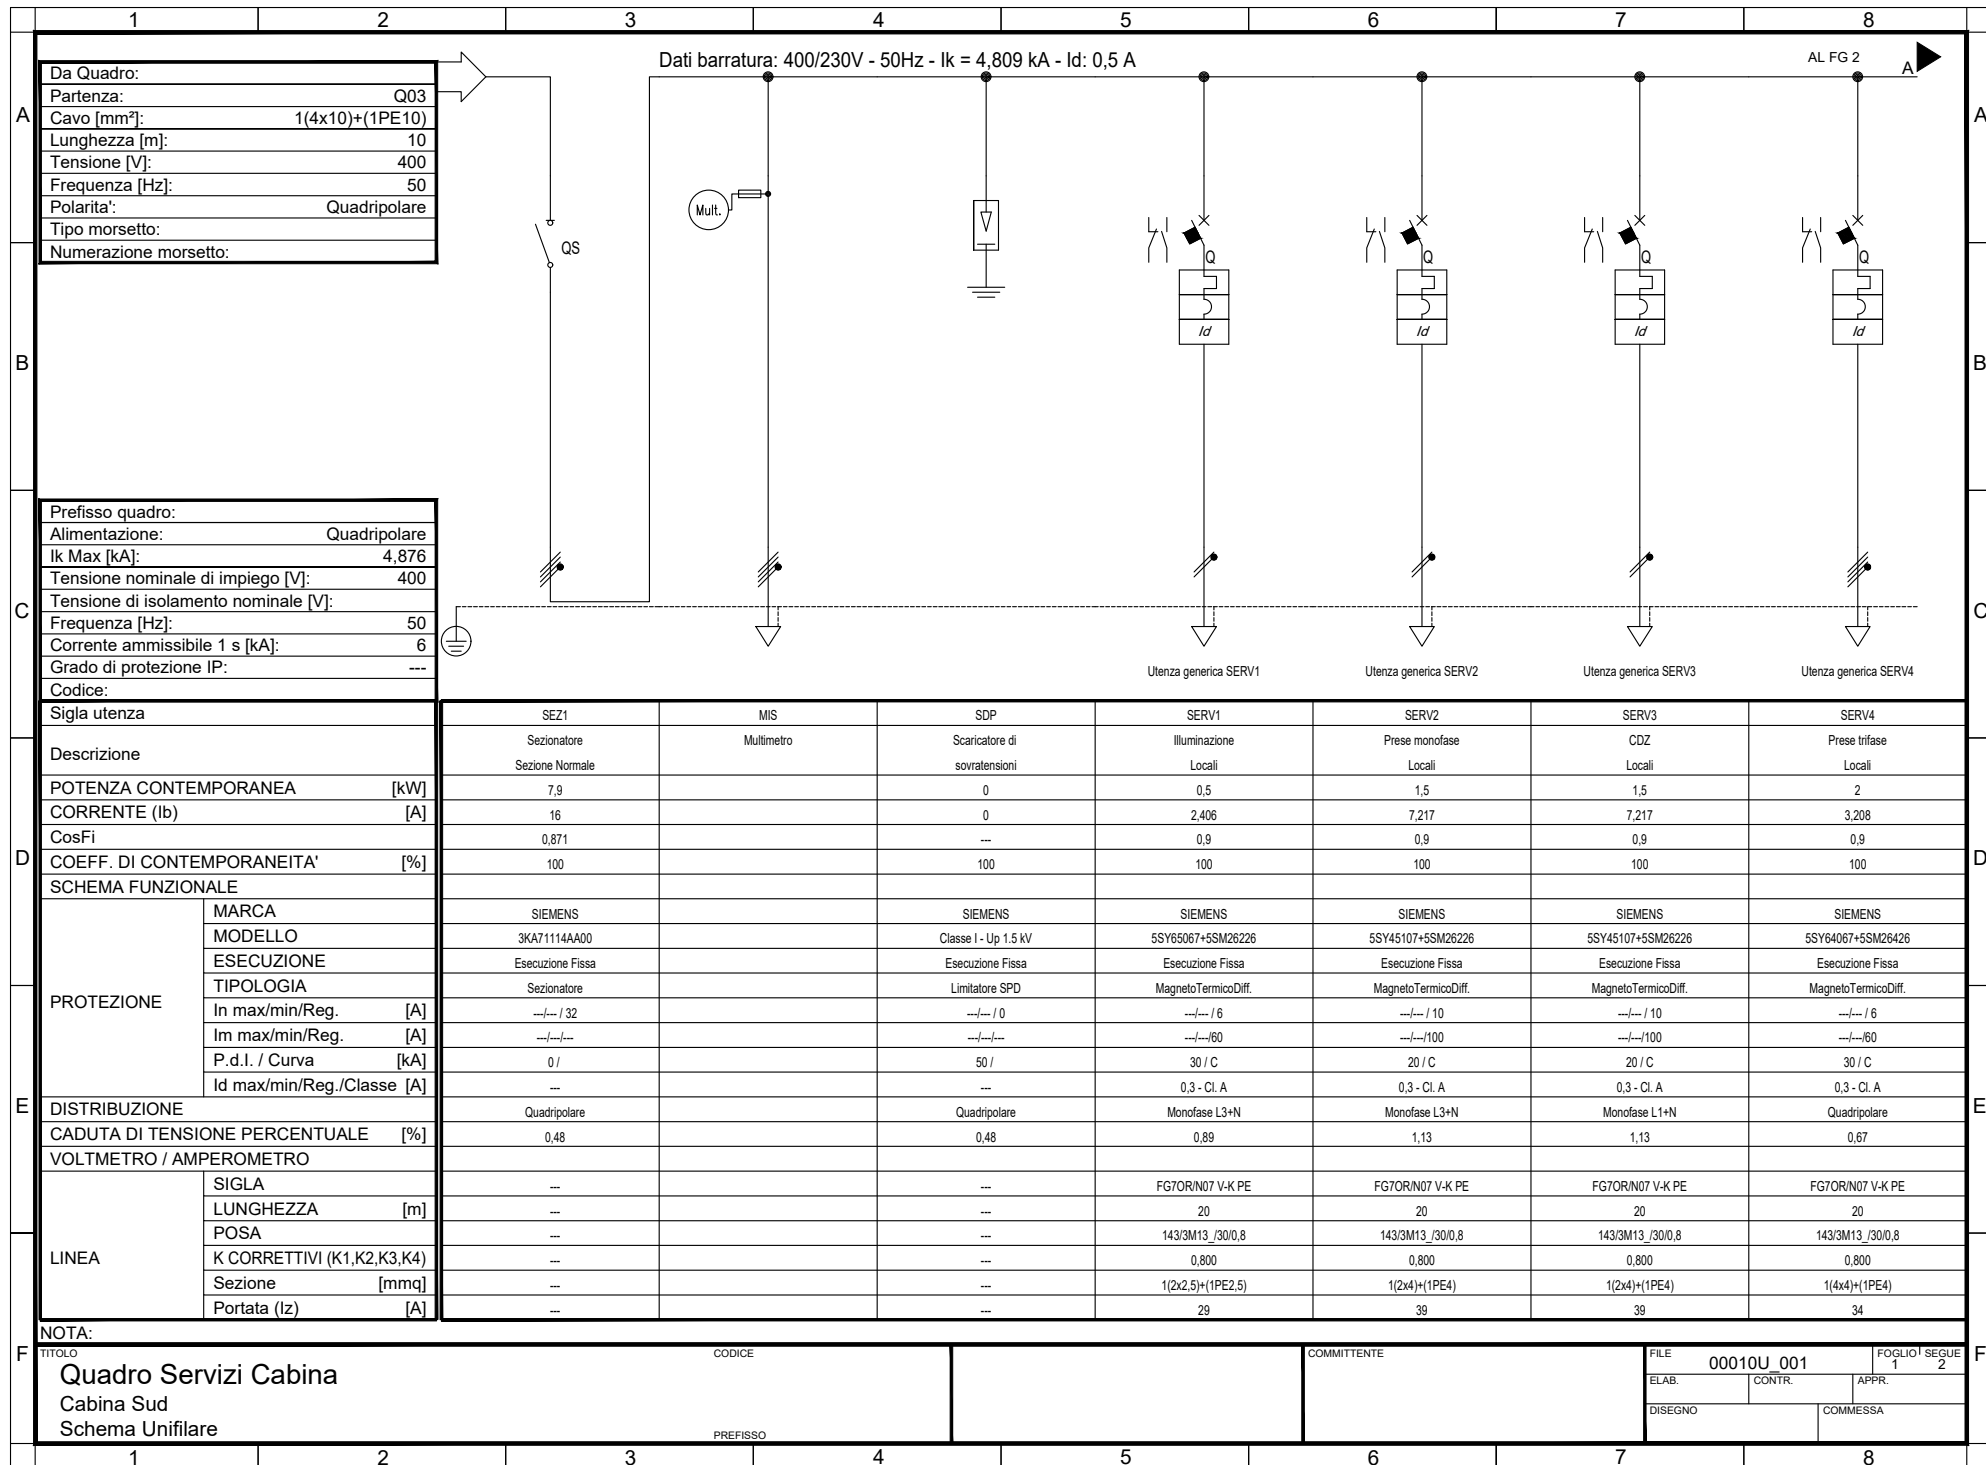 1 2 3 4 5 6 7 8
Dati barratura: 400/230V - 50Hz - Ik = 4,809 kA - Id: 0,5 A
AL FG 2
A
A A
B B
C C
D D
E E
F F
Da Quadro:
Partenza: Q03
Cavo [mm²]: 1(4x10)+(1PE10)
Lunghezza [m]: 10
Tensione [V]: 400
Frequenza [Hz]: 50
Polarita': Quadripolare
Tipo morsetto:
Numerazione morsetto:
QS
Mult.
Q Q Q Q
Id Id Id Id
Prefisso quadro:
Alimentazione: Quadripolare
Ik Max [kA]: 4,876
Tensione nominale di impiego [V]: 400
Tensione di isolamento nominale [V]:
Frequenza [Hz]: 50
Corrente ammissibile 1 s [kA]: 6
Grado di protezione IP: ---
Codice:
Utenza generica SERV1 Utenza generica SERV2 Utenza generica SERV3 Utenza generica SERV4
Sigla utenza SEZ1 MIS SDP SERV1 SERV2 SERV3 SERV4
Descrizione
Sezionatore Multimetro Scaricatore di Illuminazione Prese monofase CDZ Prese trifase
Sezione Normale sovratensioni Locali Locali Locali Locali
POTENZA CONTEMPORANEA [kW] 7,9 0 0,5 1,5 1,5 2
CORRENTE (Ib) [A] 16 0 2,406 7,217 7,217 3,208
CosFi 0,871 --- 0,9 0,9 0,9 0,9
COEFF. DI CONTEMPORANEITA' [%] 100 100 100 100 100 100
SCHEMA FUNZIONALE
PROTEZIONE
MARCA SIEMENS SIEMENS SIEMENS SIEMENS SIEMENS SIEMENS
MODELLO 3KA71114AA00 Classe I - Up 1.5 kV 5SY65067+5SM26226 5SY45107+5SM26226 5SY45107+5SM26226 5SY64067+5SM26426
ESECUZIONE Esecuzione Fissa Esecuzione Fissa Esecuzione Fissa Esecuzione Fissa Esecuzione Fissa Esecuzione Fissa
TIPOLOGIA Sezionatore Limitatore SPD MagnetoTermicoDiff. MagnetoTermicoDiff. MagnetoTermicoDiff. MagnetoTermicoDiff.
In max/min/Reg. [A] ---/--- / 32 ---/--- / 0 ---/--- / 6 ---/--- / 10 ---/--- / 10 ---/--- / 6
Im max/min/Reg. [A] ---/---/--- ---/---/--- ---/---/60 ---/---/100 ---/---/100 ---/---/60
P.d.I. / Curva [kA] 0 / 50 / 30 / C 20 / C 20 / C 30 / C
Id max/min/Reg./Classe [A] --- --- 0,3 - Cl. A 0,3 - Cl. A 0,3 - Cl. A 0,3 - Cl. A
DISTRIBUZIONE Quadripolare Quadripolare Monofase L3+N Monofase L3+N Monofase L1+N Quadripolare
CADUTA DI TENSIONE PERCENTUALE [%] 0,48 0,48 0,89 1,13 1,13 0,67
VOLTMETRO / AMPEROMETRO
LINEA
SIGLA --- --- FG7OR/N07 V-K PE FG7OR/N07 V-K PE FG7OR/N07 V-K PE FG7OR/N07 V-K PE
LUNGHEZZA [m] --- --- 20 20 20 20
POSA --- --- 143/3M13_/30/0,8 143/3M13_/30/0,8 143/3M13_/30/0,8 143/3M13_/30/0,8
K CORRETTIVI (K1,K2,K3,K4) --- --- 0,800 0,800 0,800 0,800
Sezione [mmq] --- --- 1(2x2,5)+(1PE2,5) 1(2x4)+(1PE4) 1(2x4)+(1PE4) 1(4x4)+(1PE4)
Portata (Iz) [A] --- --- 29 39 39 34
NOTA:
TITOLO CODICE COMMITTENTE FILE FOGLIO SEGUE
Quadro Servizi Cabina 00010U_001 1 2
ELAB. CONTR. APPR.
Cabina Sud DISEGNO COMMESSA
Schema Unifilare PREFISSO
1 2 3 4 5 6 7 8